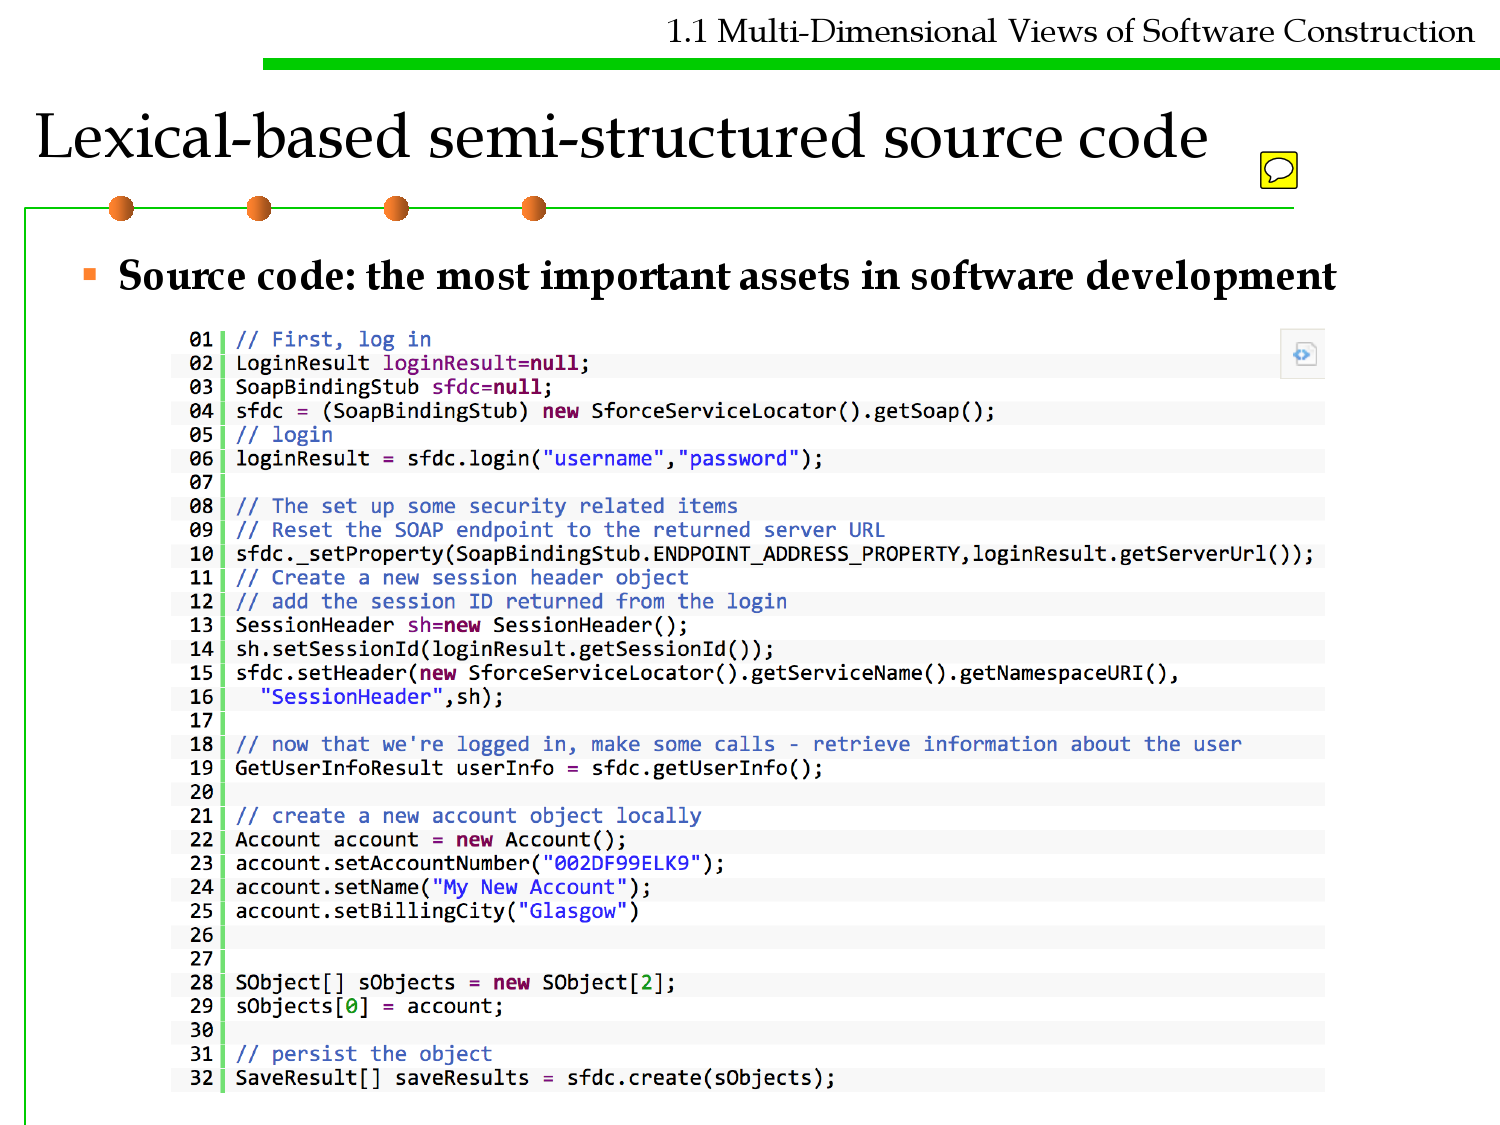 1.1 Multi-Dimensional Views of Software Construction
Lexical-based semi-structured source code
▪ Source code: the most important assets in software development
01 // First, log in
02 LoginResult loginResult=null;
03 SoapBindingStub sfdc=null;
04 sfdc = (SoapBindingStub) new SforceServiceLocator().getSoap();
05 // login
06 loginResult = sfdc.login("username","password");
07
08 // The set up some security related items
09 // Reset the SOAP endpoint to the returned server URL
10 sfdc._setProperty(SoapBindingStub.ENDPOINT_ADDRESS_PROPERTY,loginResult.getServerUrl());
11 // Create a new session header object
12 // add the session ID returned from the login
13 SessionHeader sh=new SessionHeader();
14 sh.setSessionId(loginResult.getSessionId());
15 sfdc.setHeader(new SforceServiceLocator().getServiceName().getNamespaceURI(),
16   "SessionHeader",sh);
17
18 // now that we're logged in, make some calls - retrieve information about the user
19 GetUserInfoResult userInfo = sfdc.getUserInfo();
20
21 // create a new account object locally
22 Account account = new Account();
23 account.setAccountNumber("002DF99ELK9");
24 account.setName("My New Account");
25 account.setBillingCity("Glasgow")
26
27
28 SObject[] sObjects = new SObject[2];
29 sObjects[0] = account;
30
31 // persist the object
32 SaveResult[] saveResults = sfdc.create(sObjects);